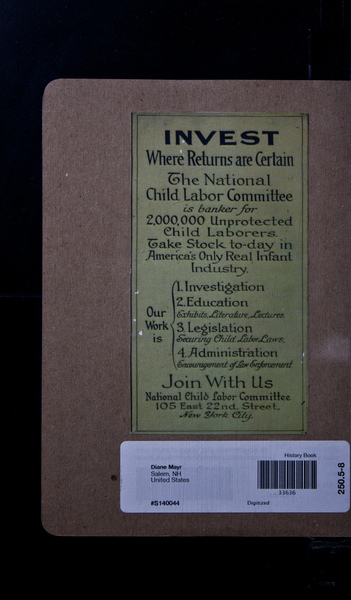 INVEST
Where Returns are Certain
The National
Child Labor Committee
is banker for
2,000,000 Unprotected
Child Laborers.
Take Stock to-day in
America's Only Real Infant
Industry.
Our Work is
1. Investigation
2. Education
Exhibits, Literature, Lectures.
3. Legislation
Securing Child Labor Laws.
4. Administration
Encouragement of Law Enforcement
Join With Us
National Child Labor Committee
105 East 22nd. Street,
New York City.
History Book
Diane Mayr
Salem, NH
United States
33636
#S140044
Digitized
250.5-8